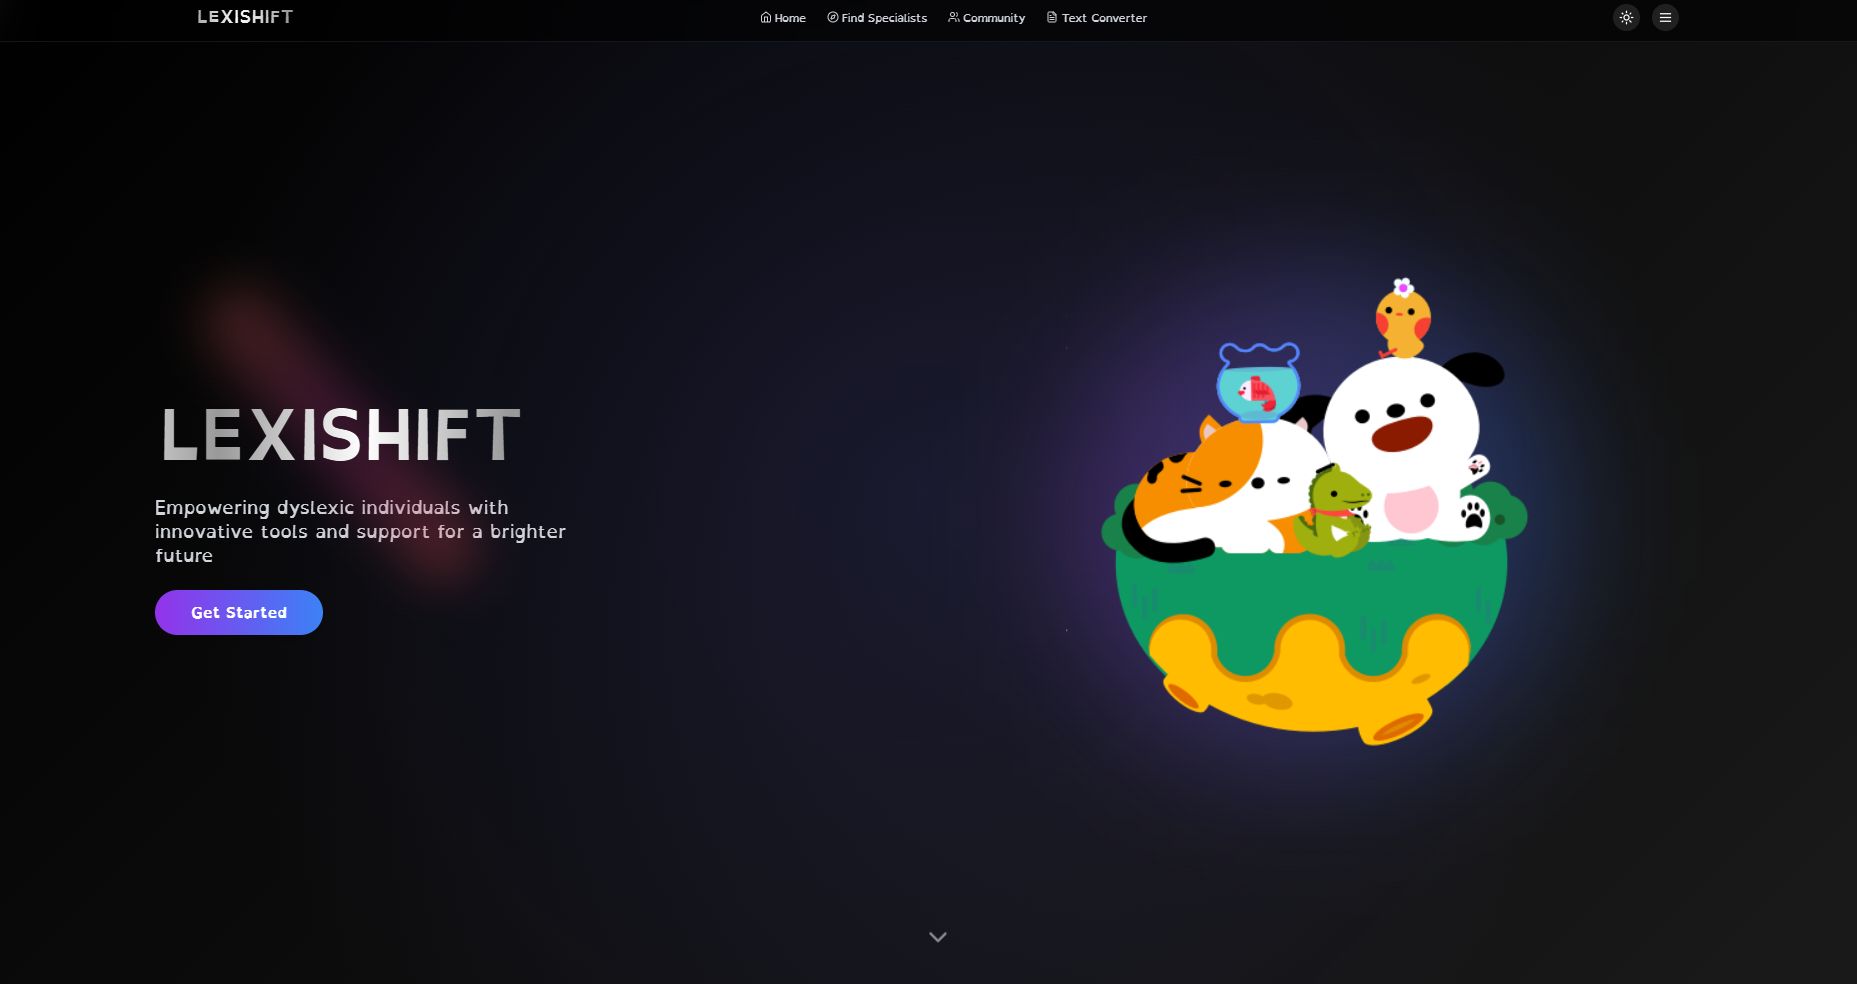 LEXISHIFT
Home
Find Specialists
Community
Text Converter
LEXISHIFT
Empowering dyslexic individuals with
innovative tools and support for a brighter
future
Get Started